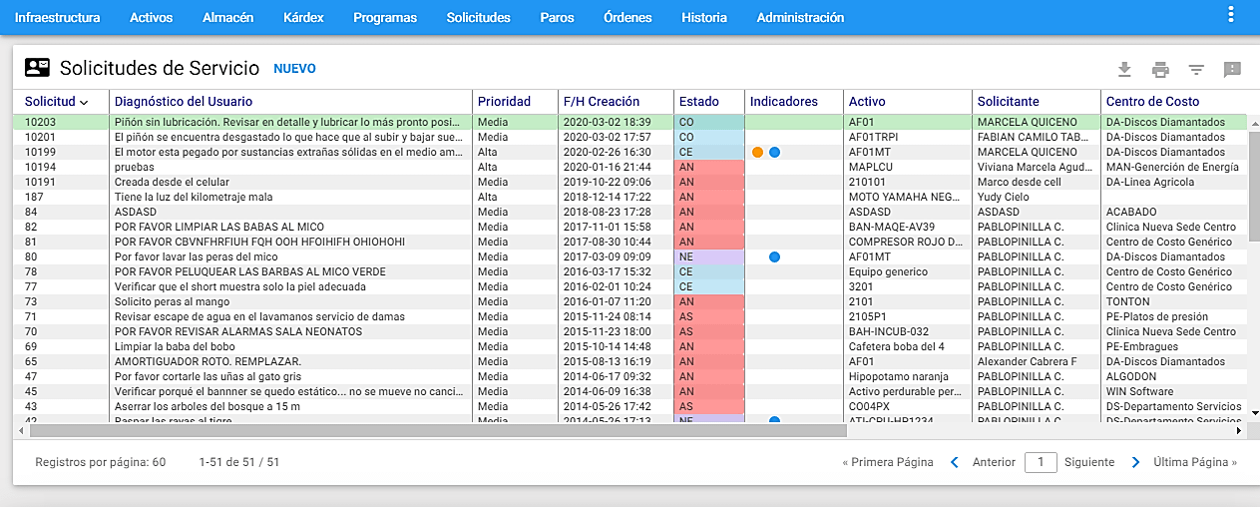 Infraestructura Activos Almacén Kárdex Programas Solicitudes Paros Órdenes Historia Administración
Solicitudes de Servicio NUEVO
Solicitud Diagnóstico del Usuario Prioridad F/H Creación Estado Indicadores Activo Solicitante Centro de Costo
10203 Piñón sin lubricación. Revisar en detalle y lubricar lo más pronto posi... Media 2020-03-02 18:39 CO AF01 MARCELA QUICENO DA-Discos Diamantados
10201 El piñón se encuentra desgastado lo que hace que al subir y bajar sue... Media 2020-03-02 17:57 CO AF01TRPI FABIAN CAMILO TAB... DA-Discos Diamantados
10199 El motor esta pegado por sustancias extrañas sólidas en el medio am... Alta 2020-02-26 16:30 CE AF01MT MARCELA QUICENO DA-Discos Diamantados
10194 pruebas Alta 2020-01-16 21:44 AN MAPLCU Viviana Marcela Agud... MAN-Generción de Energía
10191 Creada desde el celular Media 2019-10-22 09:06 AN 210101 Marco desde cell DA-Linea Agricola
187 Tiene la luz del kilometraje mala Alta 2018-12-14 17:22 AN MOTO YAMAHA NEG... Yudy Cielo
84 ASDASD Media 2018-08-23 17:28 AN ASDASD ASDASD ACABADO
82 POR FAVOR LIMPIAR LAS BABAS AL MICO Media 2017-11-01 15:58 AN BAN-MAQE-AV39 PABLOPINILLA C. Clinica Nueva Sede Centro
81 POR FAVOR CBVNFHRFIUH FQH OOH HFOIHIFH OHIOHOHI Media 2017-08-30 10:44 AN COMPRESOR ROJO D... PABLOPINILLA C. Centro de Costo Genérico
80 Por favor lavar las peras del mico Media 2017-03-09 09:09 NE AF01MT PABLOPINILLA C. DA-Discos Diamantados
78 POR FAVOR PELUQUEAR LAS BARBAS AL MICO VERDE Media 2016-03-17 15:32 CE Equipo generico PABLOPINILLA C. Centro de Costo Genérico
77 Verificar que el short muestra solo la piel adecuada Media 2016-02-01 10:24 CE 3201 PABLOPINILLA C. Centro de Costo Genérico
73 Solicito peras al mango Media 2016-01-07 11:20 AN 2101 PABLOPINILLA C. TONTON
71 Revisar escape de agua en el lavamanos servicio de damas Media 2015-11-24 08:14 AS 2105P1 PABLOPINILLA C. PE-Platos de presión
70 POR FAVOR REVISAR ALARMAS SALA NEONATOS Media 2015-11-23 18:00 AS BAH-INCUB-032 PABLOPINILLA C. Clinica Nueva Sede Centro
69 Limpiar la baba del bobo Media 2015-10-14 14:48 AN Cafetera boba del 4 PABLOPINILLA C. PE-Embragues
65 AMORTIGUADOR ROTO. REMPLAZAR. Media 2015-08-13 16:19 AN AF01 Alexander Cabrera F DA-Discos Diamantados
47 Por favor cortarle las uñas al gato gris Media 2014-06-17 09:32 AN Hipopotamo naranja PABLOPINILLA C. ALGODON
45 Verificar porqué el bannner se quedo estático... no se mueve no canci... Media 2014-06-09 16:38 AN Activo perdurable per... PABLOPINILLA C. WIN Software
43 Aserrar los arboles del bosque a 15 m Media 2014-05-26 17:42 AS CO04PX PABLOPINILLA C. DS-Departamento Servicios
42 Raspar las rayas al tigre Media 2014-05-26 17:13 NE ATI-CPU-HP1234 PABLOPINILLA C. DS-Departamento Servicios
Registros por página: 60 1-51 de 51 / 51 « Primera Página Anterior 1 Siguiente Última Página »